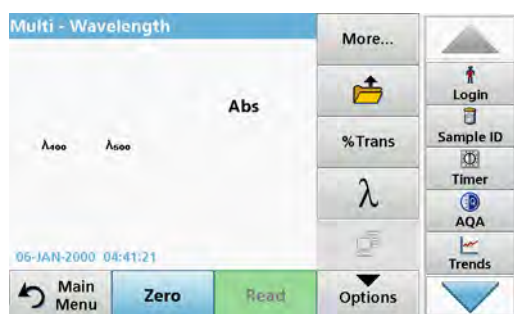 Multi - Wavelength
More...
Login
Abs
% Trans
Sample ID
λ₄₀₀ λ₅₀₀
Timer
λ
AQA
06-JAN-2000 04:41:21
Trends
Main
Menu
Zero
Read
Options